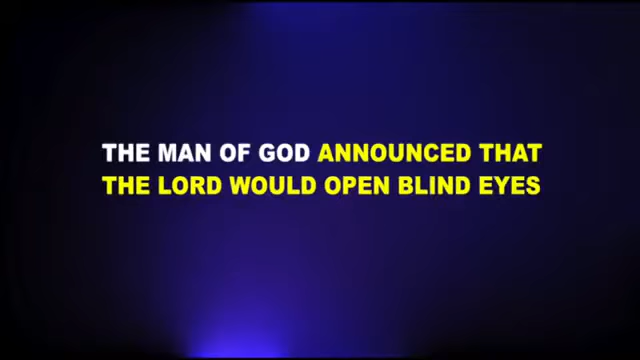 THE MAN OF GOD ANNOUNCED THAT
THE LORD WOULD OPEN BLIND EYES